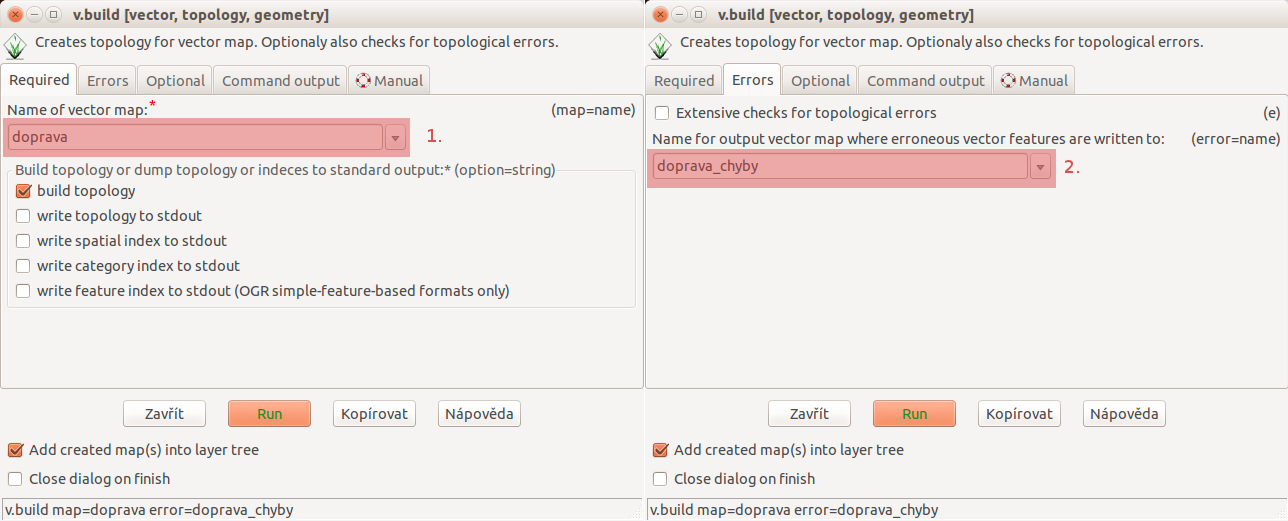 v.build [vector, topology, geometry]
Creates topology for vector map. Optionaly also checks for topological errors.
Required Errors Optional Command output Manual
Name of vector map:* (map=name)
doprava 1.
Build topology or dump topology or indeces to standard output:* (option=string)
build topology
write topology to stdout
write spatial index to stdout
write category index to stdout
write feature index to stdout (OGR simple-feature-based formats only)
Zavřít Run Kopírovat Nápověda
Add created map(s) into layer tree
Close dialog on finish
v.build map=doprava error=doprava_chyby
v.build [vector, topology, geometry]
Creates topology for vector map. Optionaly also checks for topological errors.
Required Errors Optional Command output Manual
Extensive checks for topological errors (e)
Name for output vector map where erroneous vector features are written to: (error=name)
doprava_chyby 2.
Zavřít Run Kopírovat Nápověda
Add created map(s) into layer tree
Close dialog on finish
v.build map=doprava error=doprava_chyby